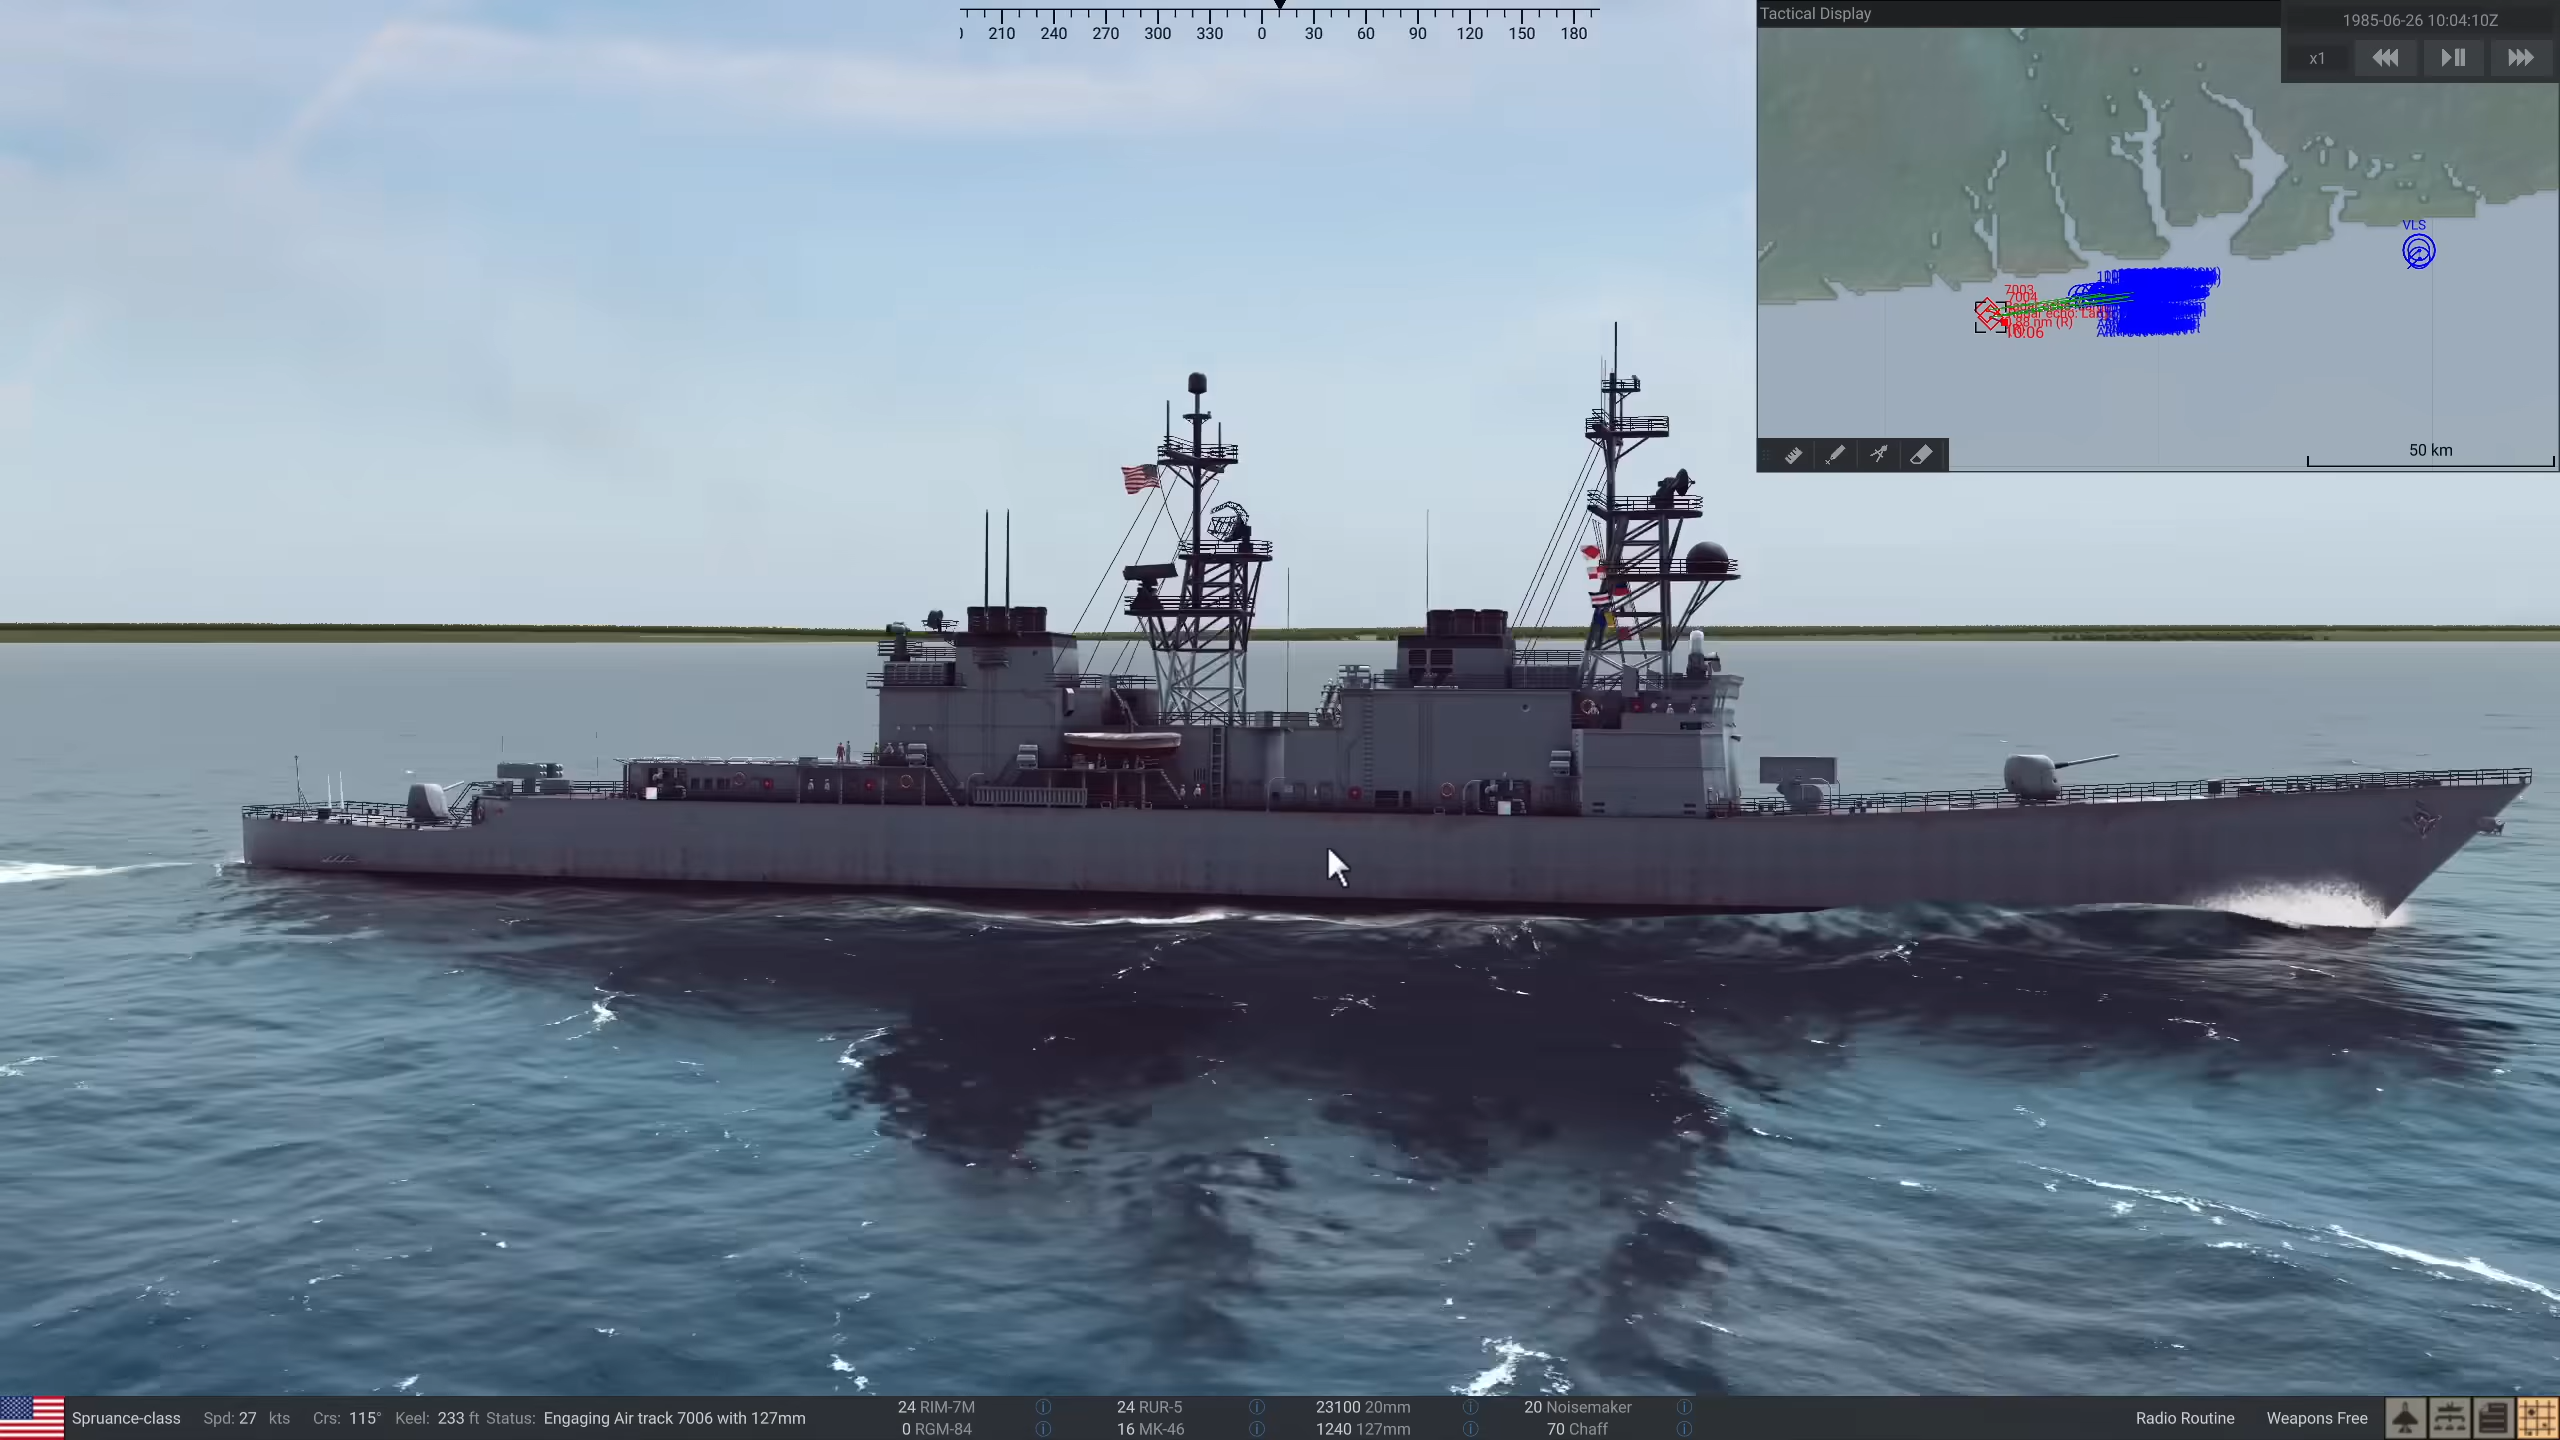 210 240 270 300 330 0 30 60 90 120 150 180
Tactical Display
1985-06-26 10:04:10Z
x1
VLS
7003
7004
10:06
50 km
Spruance-class Spd: 27 kts Crs: 115° Keel: 233 ft Status: Engaging Air track 7006 with 127mm
24 RIM-7M 24 RUR-5 23100 20mm 20 Noisemaker
0 RGM-84 16 MK-46 1240 127mm 70 Chaff
Radio Routine Weapons Free